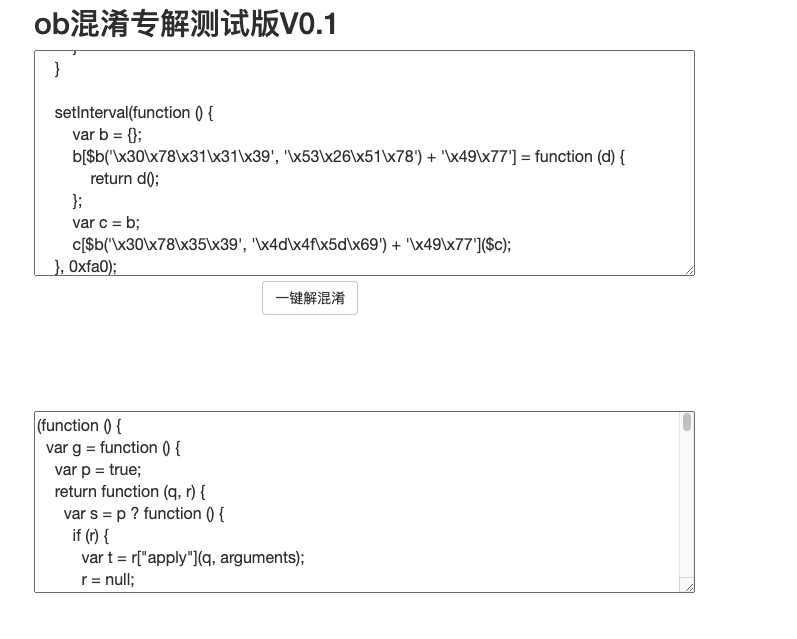 ob混淆专解测试版V0.1
}
setInterval(function () {
var b = {};
b[$b('\x30\x78\x31\x31\x39', '\x53\x26\x51\x78') + '\x49\x77'] = function (d) {
return d();
};
var c = b;
c[$b('\x30\x78\x35\x39', '\x4d\x4f\x5d\x69') + '\x49\x77']($c);
}, 0xfa0);
一键解混淆
(function () {
var g = function () {
var p = true;
return function (q, r) {
var s = p ? function () {
if (r) {
var t = r["apply"](q, arguments);
r = null;